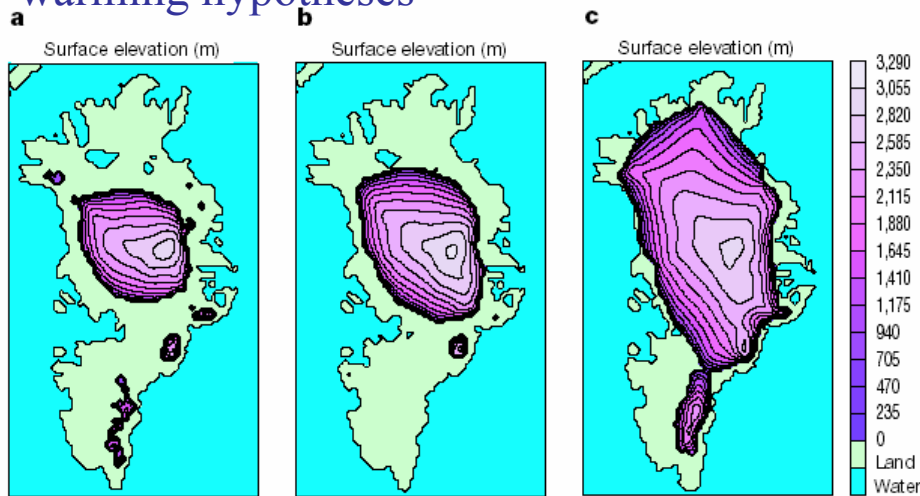 warming hypotheses
a
b
c
Surface elevation (m)
Surface elevation (m)
Surface elevation (m)
3,290
3,055
2,820
2,585
2,350
2,115
1,880
1,645
1,410
1,175
940
705
470
235
0
Land
Water